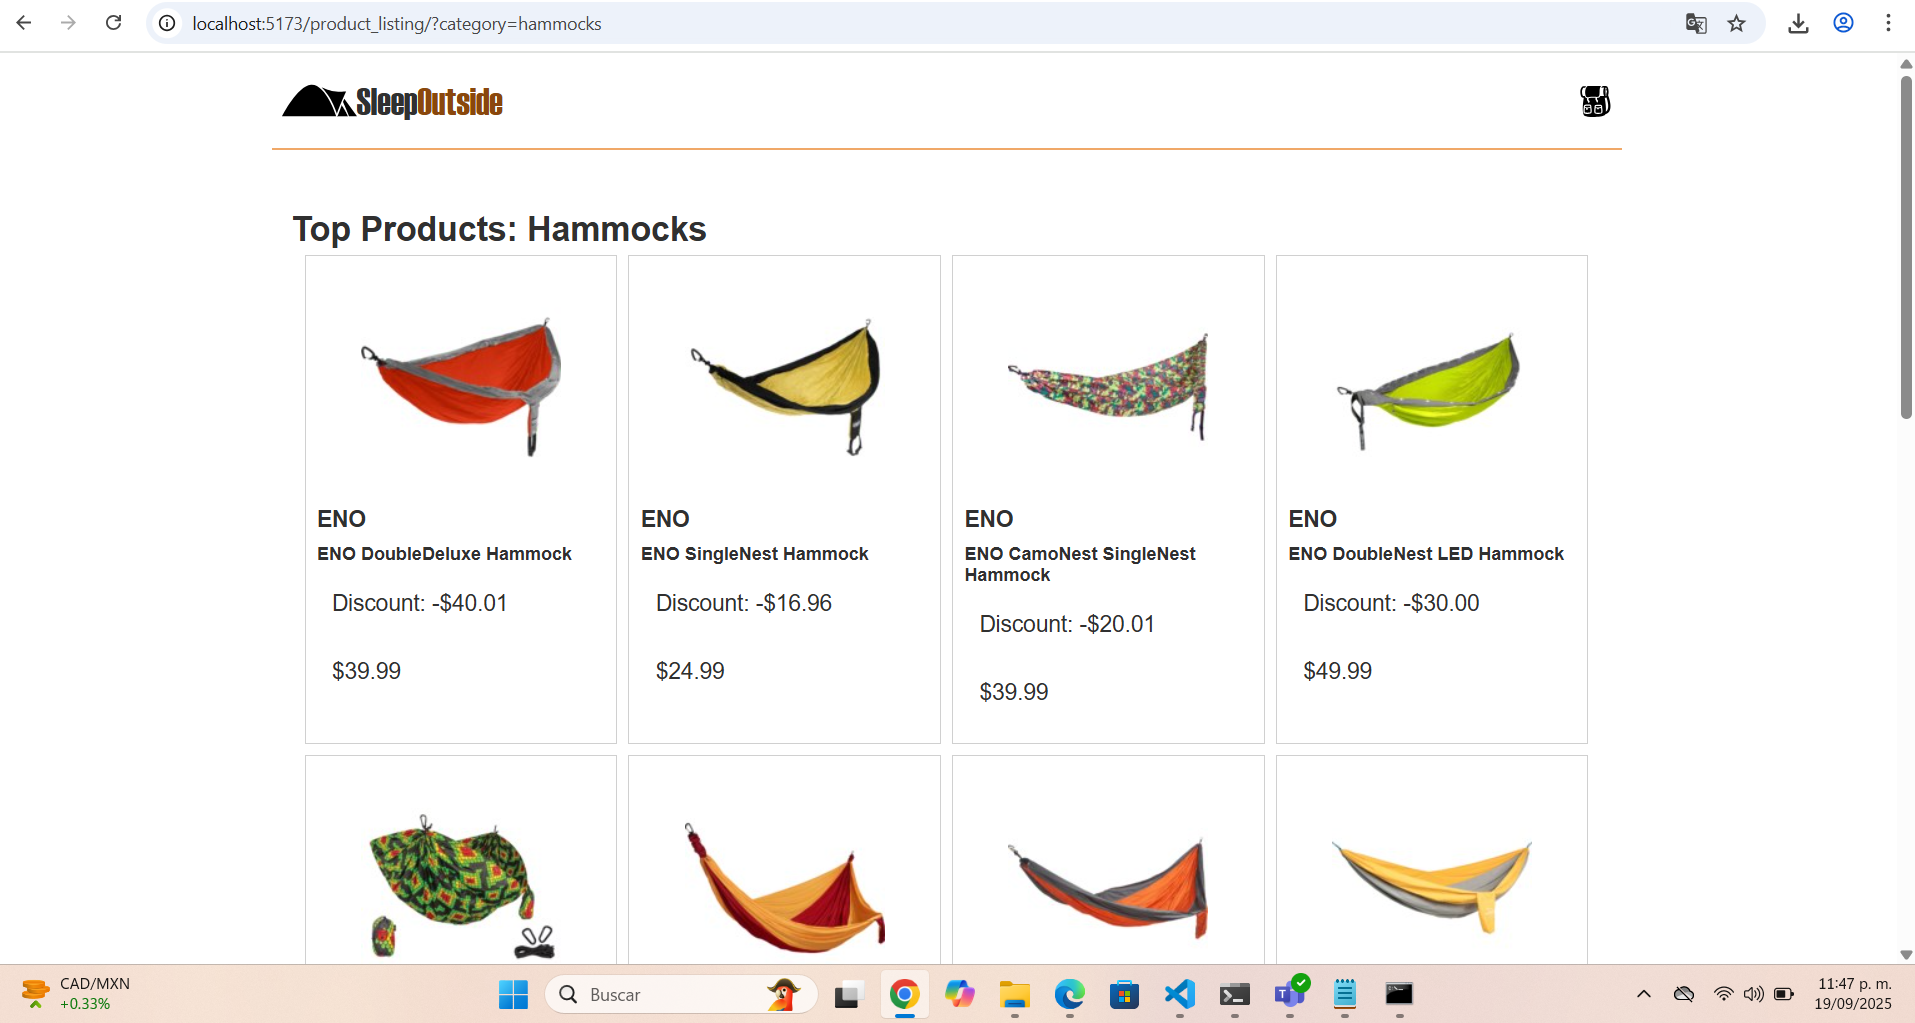 localhost:5173/product_listing/?category=hammocks
SleepOutside
Top Products: Hammocks
ENO
ENO DoubleDeluxe Hammock
Discount: -$40.01
$39.99
ENO
ENO SingleNest Hammock
Discount: -$16.96
$24.99
ENO
ENO CamoNest SingleNest
Hammock
Discount: -$20.01
$39.99
ENO
ENO DoubleNest LED Hammock
Discount: -$30.00
$49.99
CAD/MXN
+0.33%
Buscar
11:47 p. m.
19/09/2025